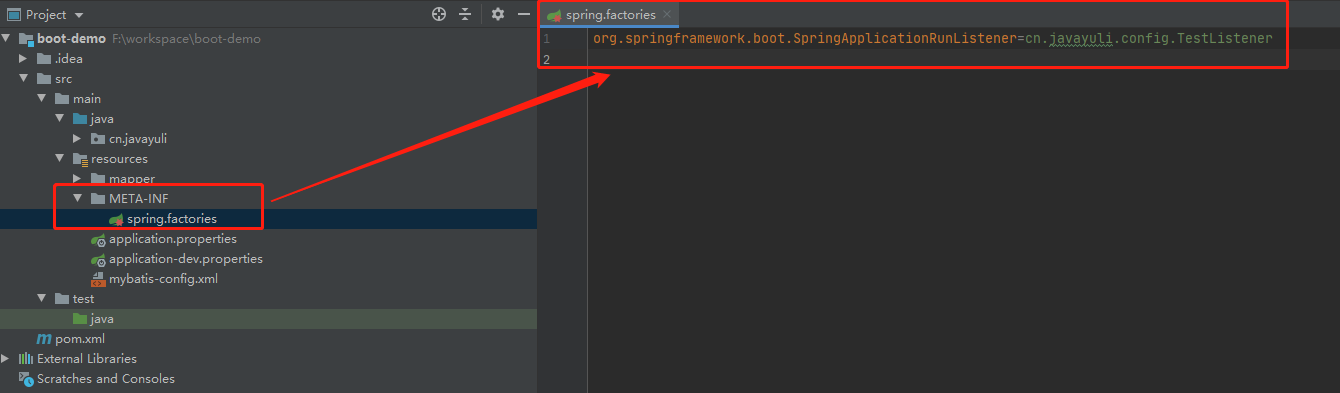 Project
boot-demo F:\workspace\boot-demo
.idea
src
main
java
cn.javayuli
resources
mapper
META-INF
spring.factories
application.properties
application-dev.properties
mybatis-config.xml
test
java
pom.xml
External Libraries
Scratches and Consoles
spring.factories
1 org.springframework.boot.SpringApplicationRunListener=cn.javayuli.config.TestListener
2